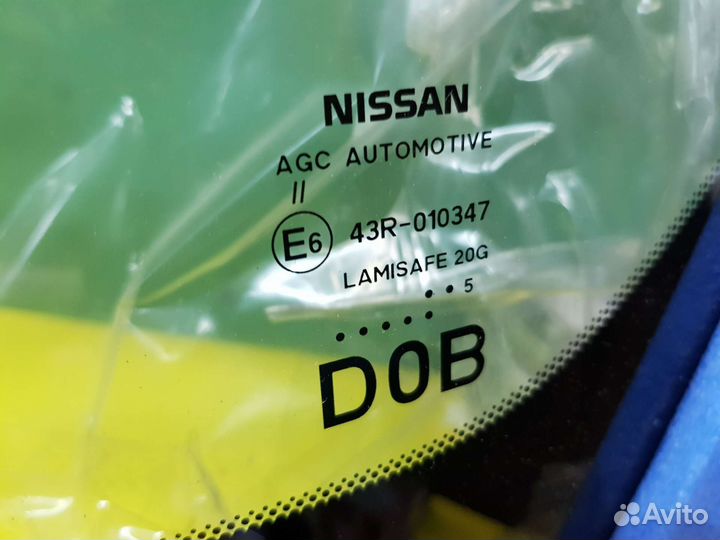 NISSAN
AGC AUTOMOTIVE
II
E6 43R-010347
LAMISAFE 20G
..... .. 5
D0B
Avito